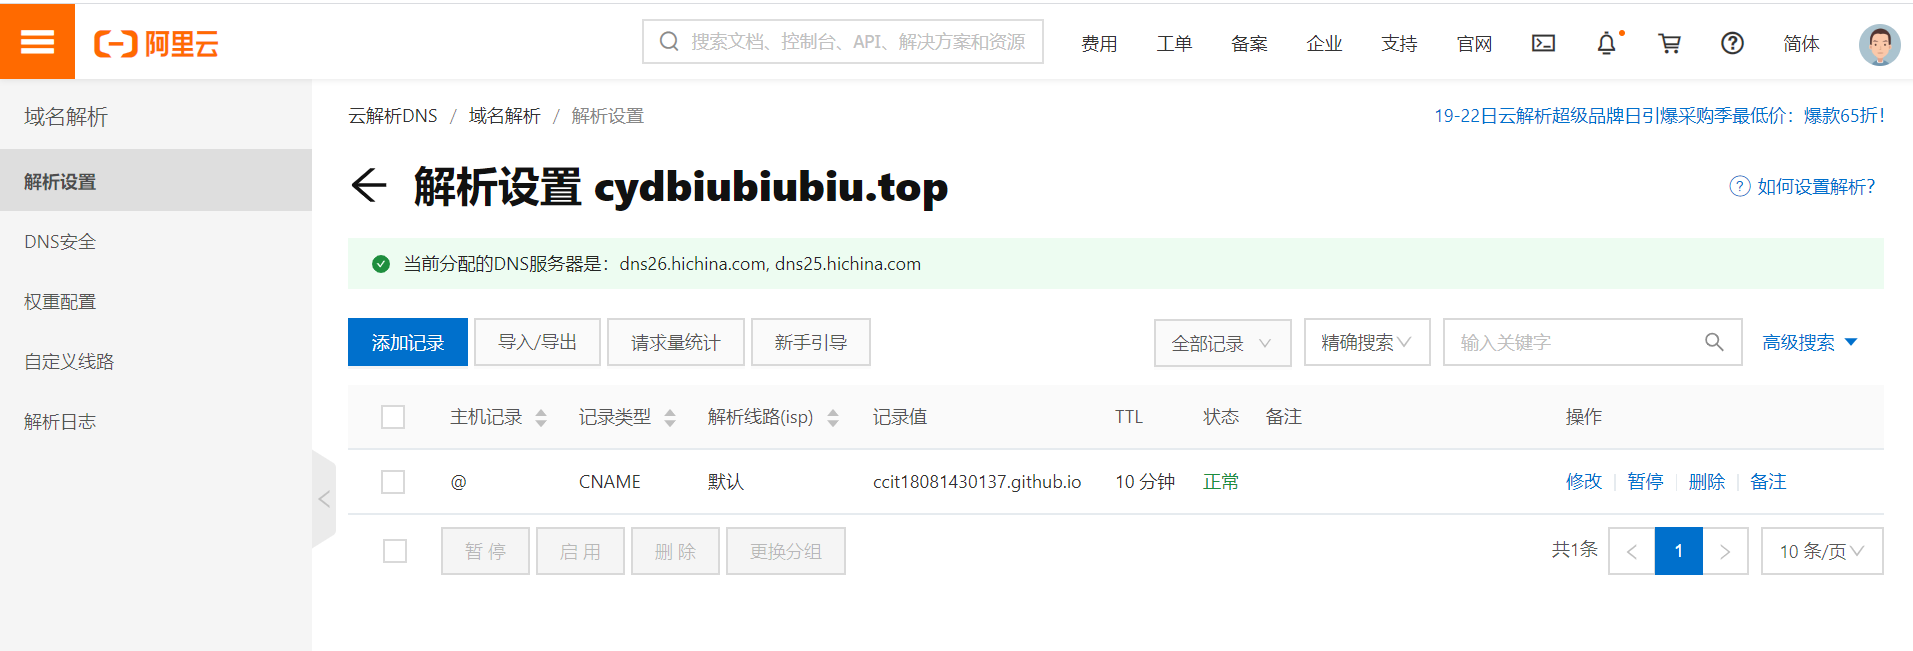 阿里云
搜索文档、控制台、API、解决方案和资源
费用 工单 备案 企业 支持 官网 简体
域名解析
解析设置
DNS安全
权重配置
自定义线路
解析日志
云解析DNS / 域名解析 / 解析设置
19-22日云解析超级品牌日引爆采购季最低价：爆款65折！
解析设置 cydbiubiubiu.top
如何设置解析?
当前分配的DNS服务器是：dns26.hichina.com, dns25.hichina.com
添加记录 导入/导出 请求量统计 新手引导 全部记录 精确搜索 输入关键字 高级搜索
主机记录 记录类型 解析线路(isp) 记录值 TTL 状态 备注 操作
@ CNAME 默认 ccit18081430137.github.io 10 分钟 正常 修改 暂停 删除 备注
暂停 启用 删除 更换分组 共1条 < 1 > 10 条/页